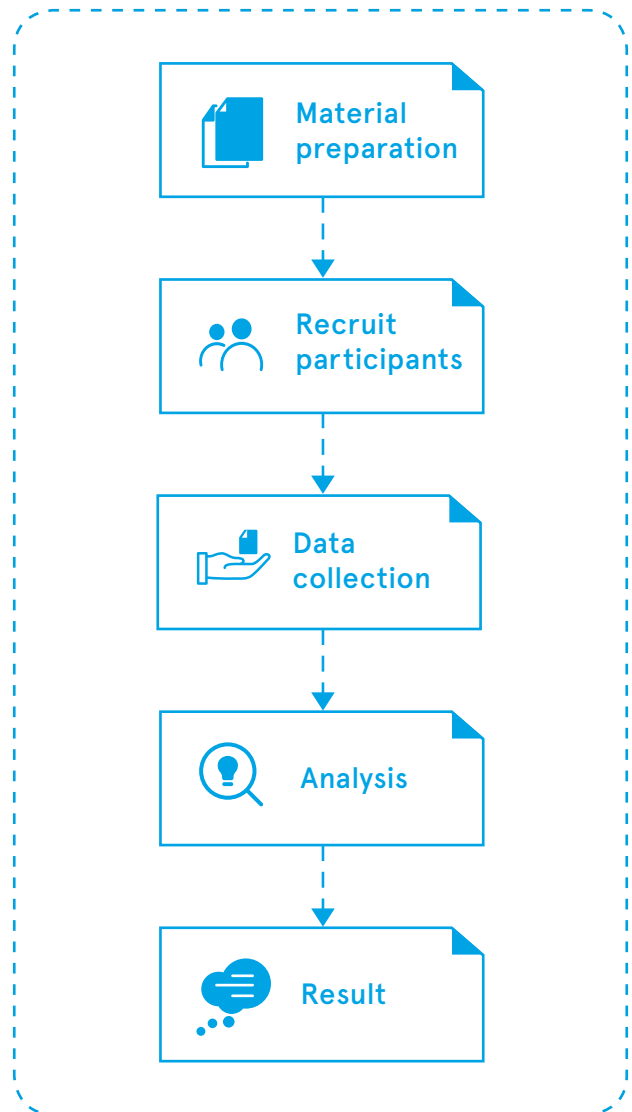 Material
preparation
Recruit
participants
Data
collection
Analysis
Result